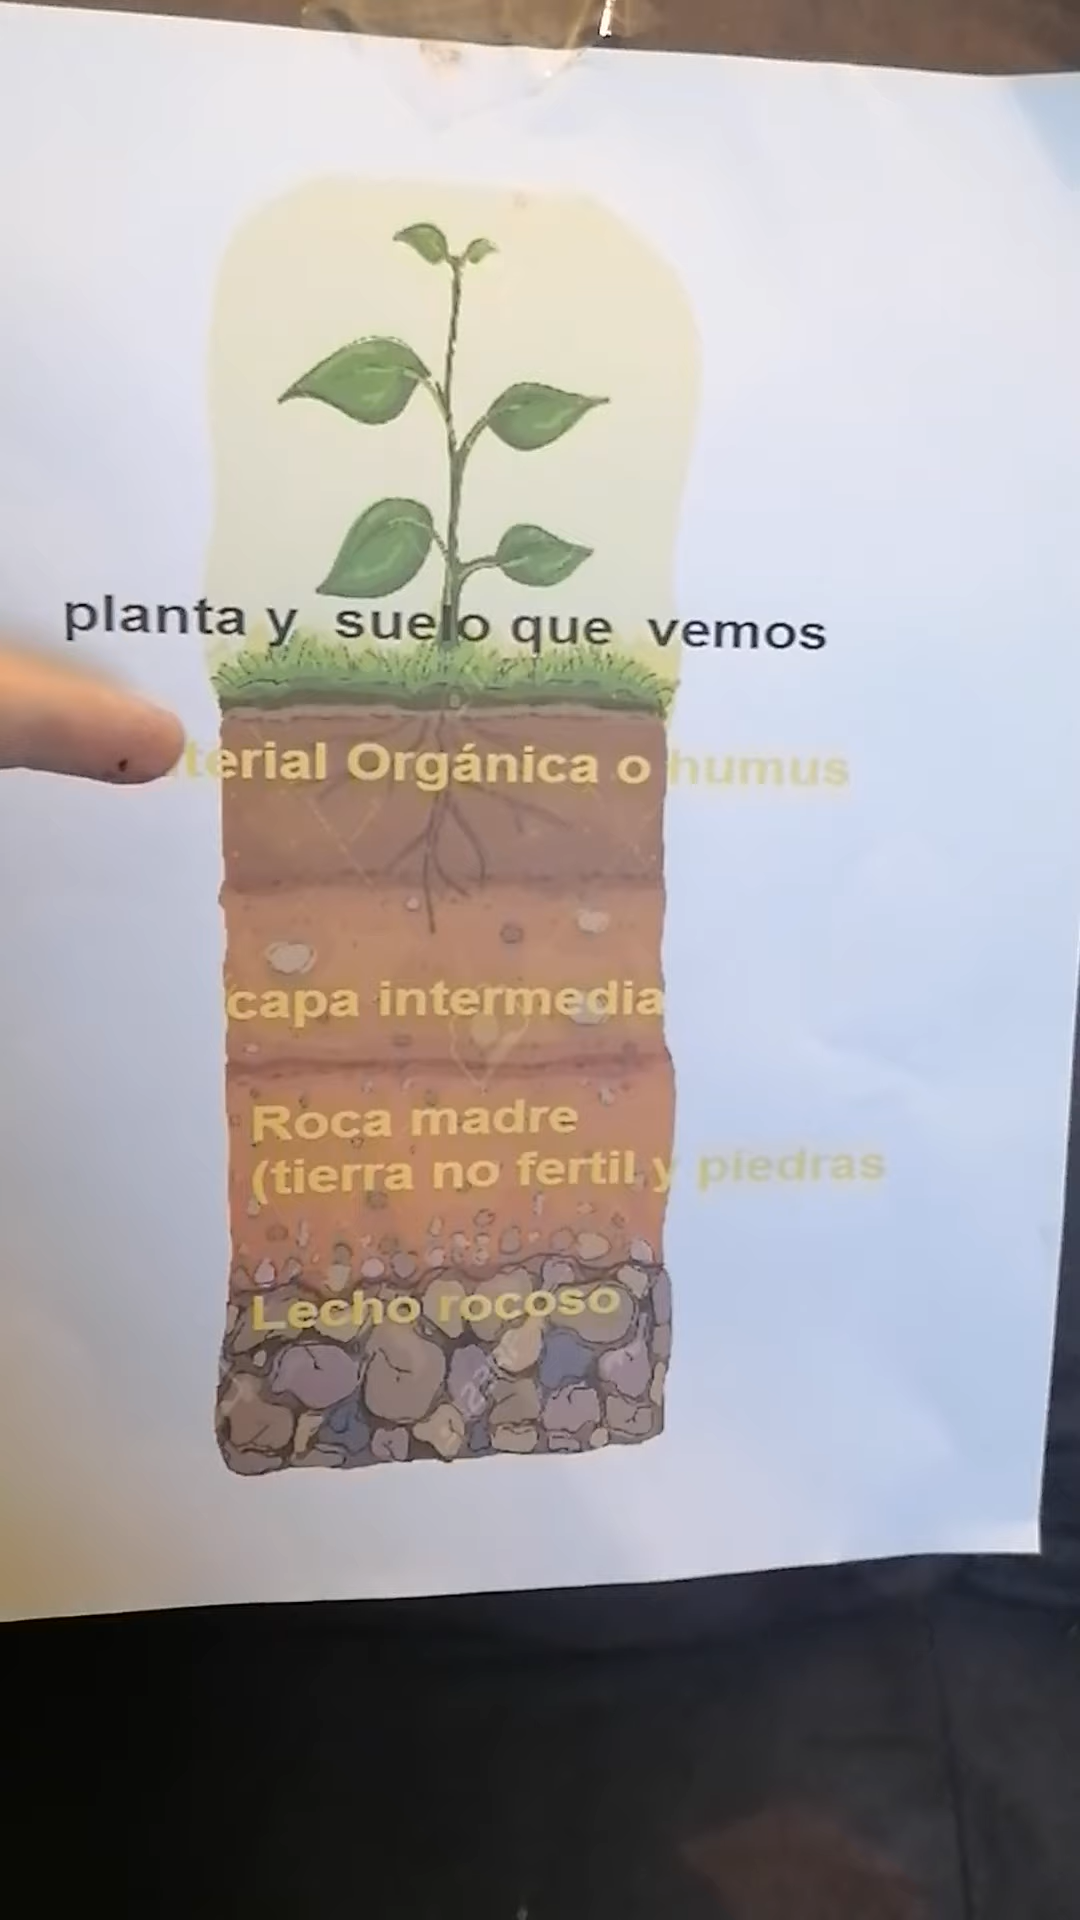 planta y suelo que vemos
terial Orgánica o humus
capa intermedia
Roca madre
(tierra no fertil y piedras
Lecho rocoso